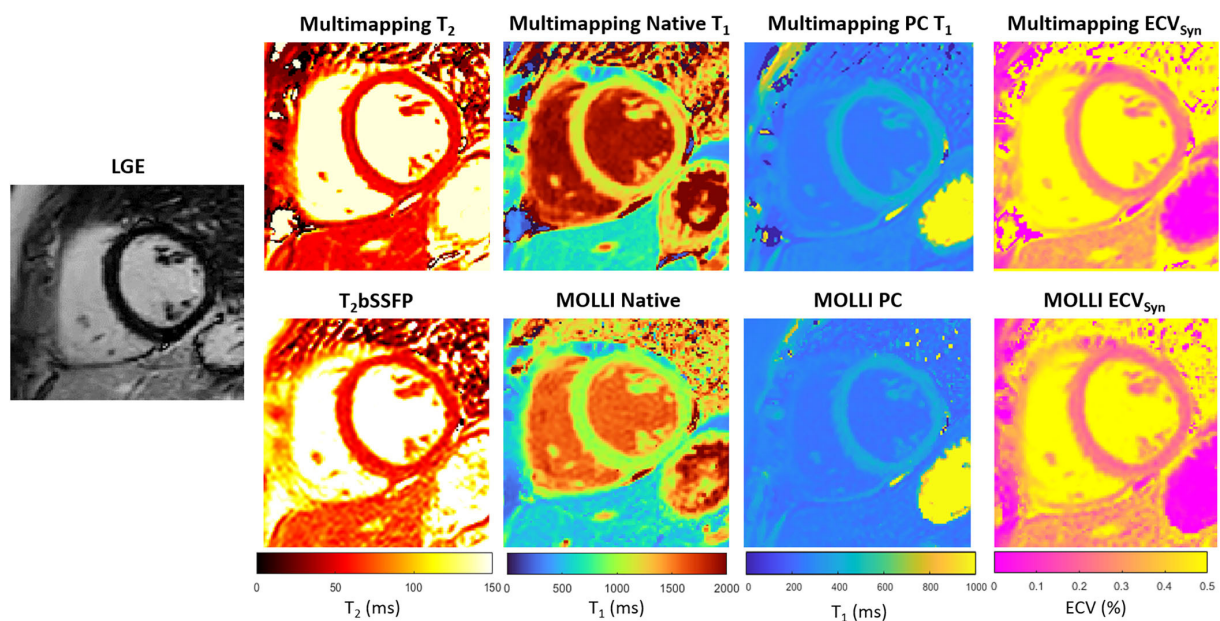 Multimapping T₂ Multimapping Native T₁ Multimapping PC T₁ Multimapping ECVSyn
LGE
T₂bSSFP MOLLI Native MOLLI PC MOLLI ECVSyn
0 50 100 150 0 500 1000 1500 2000 0 200 400 600 800 1000 0 0.1 0.2 0.3 0.4 0.5
T₂ (ms) T₁ (ms) T₁ (ms) ECV (%)